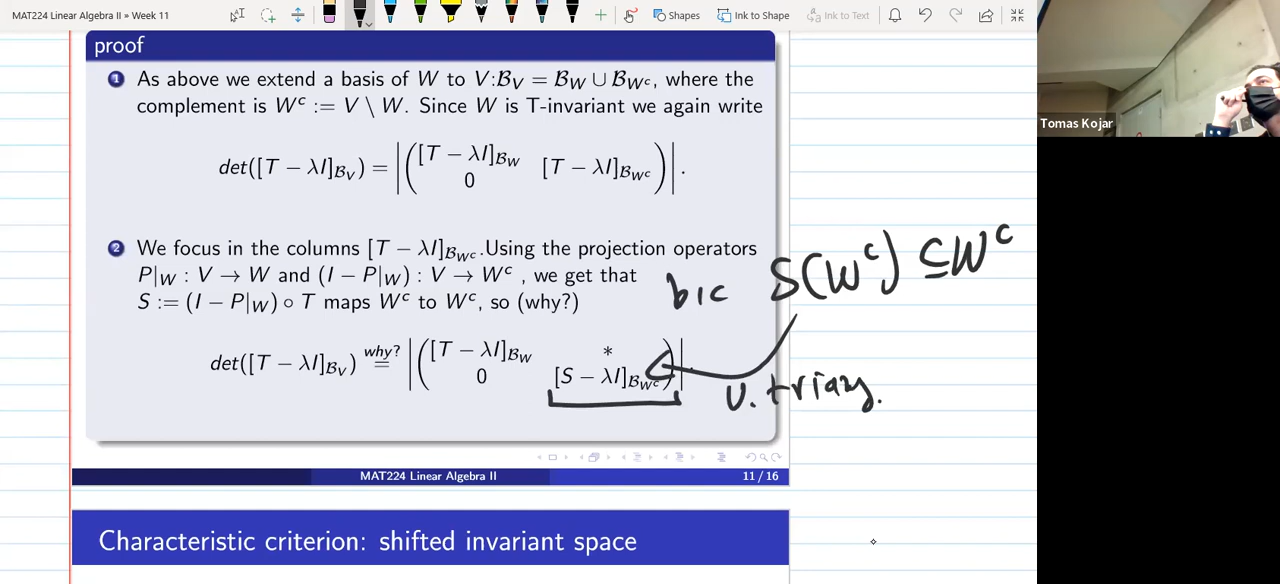 MAT224 Linear Algebra II » Week 11
Shapes
Ink to Shape
Ink to Text
Tomas Kojar
proof
1 As above we extend a basis of W to V:𝓑_V = 𝓑_W ∪ 𝓑_{W^c}, where the
complement is W^c := V \ W. Since W is T-invariant we again write
det([T − λI]_{𝓑_V}) = |([T − λI]_{𝓑_W} [T − λI]_{𝓑_{W^c}})|.
0
2 We focus in the columns [T − λI]_{𝓑_{W^c}}.Using the projection operators
P|_W : V → W and (I − P|_W) : V → W^c , we get that
S := (I − P|_W) ∘ T maps W^c to W^c, so (why?)
b/c S(W^c) ⊆ W^c
det([T − λI]_{𝓑_V}) =^{why?} |([T − λI]_{𝓑_W} *
0 [S − λI]_{𝓑_{W^c}})|.
U. triang.
MAT224 Linear Algebra II 11 / 16
Characteristic criterion: shifted invariant space